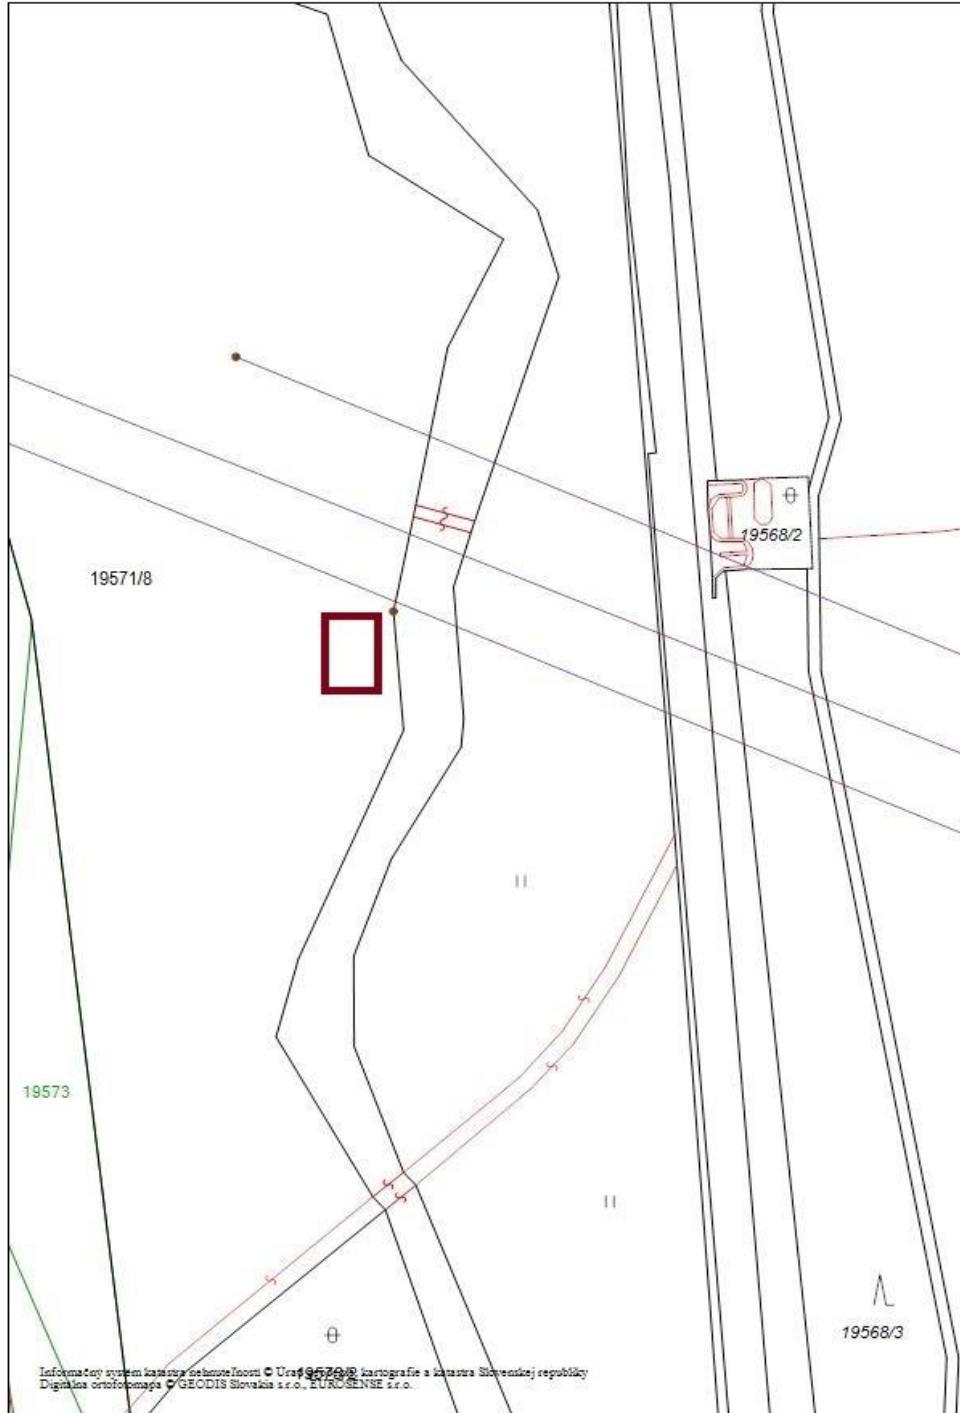 19568/2
19571/8
19573
19568/3
Informačný systém katastra nehnuteľností © Úrad kartografie a katastra Slovenskej republiky
Digitálna ortofotomapa © GEODIS Slovakia s.r.o., EUROSENSE s.r.o.